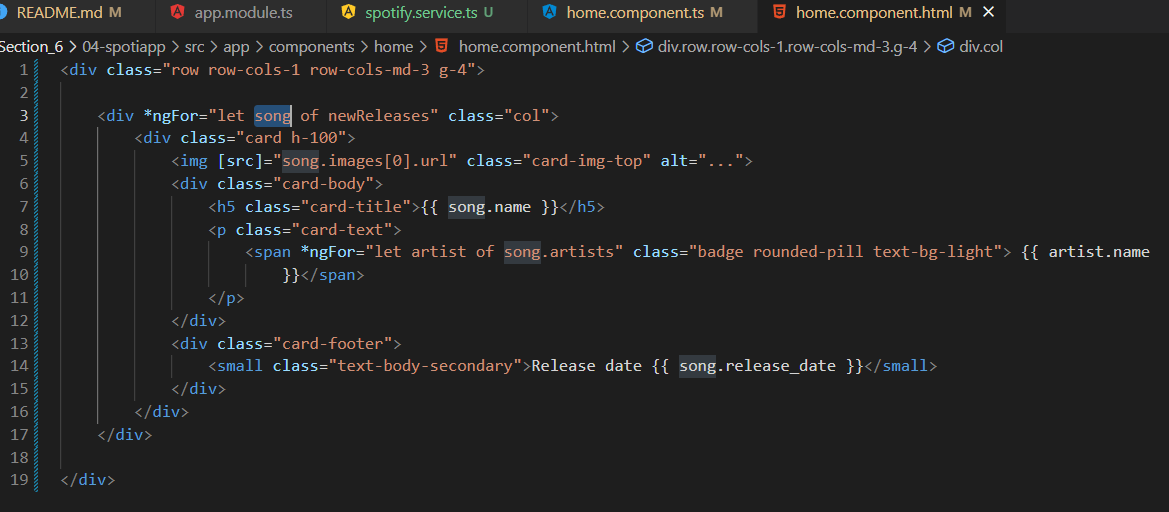 README.md M app.module.ts spotify.service.ts U home.component.ts M home.component.html M
Section_6 > 04-spotiapp > src > app > components > home > home.component.html > div.row.row-cols-1.row-cols-md-3.g-4 > div.col
1 <div class="row row-cols-1 row-cols-md-3 g-4">
2
3 <div *ngFor="let song of newReleases" class="col">
4 <div class="card h-100">
5 <img [src]="song.images[0].url" class="card-img-top" alt="...">
6 <div class="card-body">
7 <h5 class="card-title">{{ song.name }}</h5>
8 <p class="card-text">
9 <span *ngFor="let artist of song.artists" class="badge rounded-pill text-bg-light"> {{ artist.name
10 }}</span>
11 </p>
12 </div>
13 <div class="card-footer">
14 <small class="text-body-secondary">Release date {{ song.release_date }}</small>
15 </div>
16 </div>
17 </div>
18
19 </div>